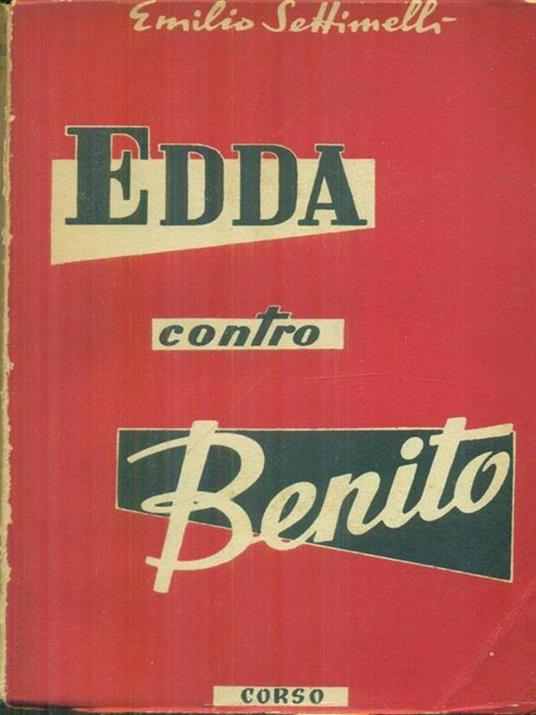 Emilio Settimelli
EDDA
contro
Benito
CORSO